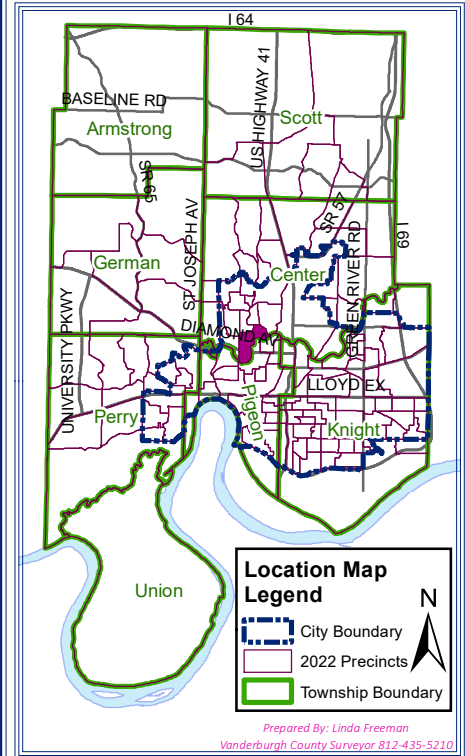 I 64
US HIGHWAY 41
BASELINE RD
Scott
Armstrong
SR 65
SR 57
I 69
ST JOSEPH AV
GREEN RIVER RD
German
Center
UNIVERSITY PKWY
DIAMOND AV
LLOYD EX
Perry
Pigeon
Knight
Union
Location Map
Legend
N
City Boundary
2022 Precincts
Township Boundary
Prepared By: Linda Freeman
Vanderburgh County Surveyor 812-435-5210